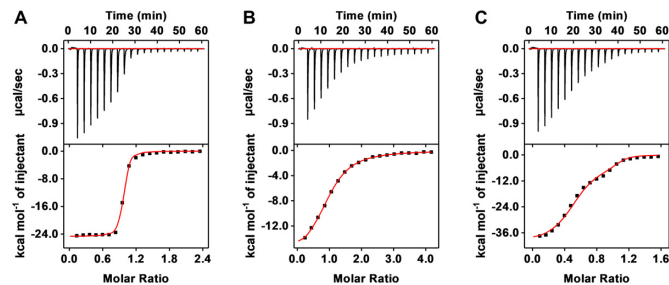 A
Time (min)
0 10 20 30 40 50 60
0.0
-0.3
-0.6
-0.9
µcal/sec
0.0
-8.0
-16.0
-24.0
kcal mol-1 of injectant
0.0 0.6 1.2 1.8 2.4
Molar Ratio
B
Time (min)
0 10 20 30 40 50 60
0.0
-0.3
-0.6
-0.9
µcal/sec
0.0
-4.0
-8.0
-12.0
kcal mol-1 of injectant
0.0 1.0 2.0 3.0 4.0
Molar Ratio
C
Time (min)
0 10 20 30 40 50 60
0.0
-0.3
-0.6
-0.9
µcal/sec
0.0
-12.0
-24.0
-36.0
kcal mol-1 of injectant
0.0 0.4 0.8 1.2 1.6
Molar Ratio